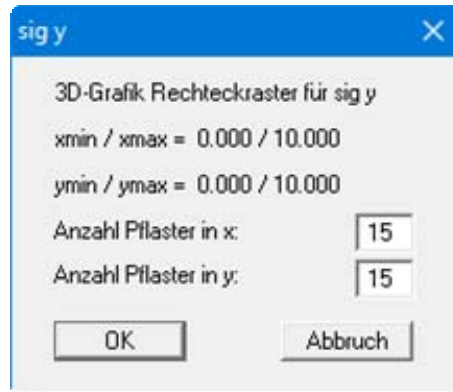 sig y
3D-Grafik Rechteckraster für sig y
xmin / xmax = 0.000 / 10.000
ymin / ymax = 0.000 / 10.000
Anzahl Pflaster in x: 15
Anzahl Pflaster in y: 15
OK Abbruch